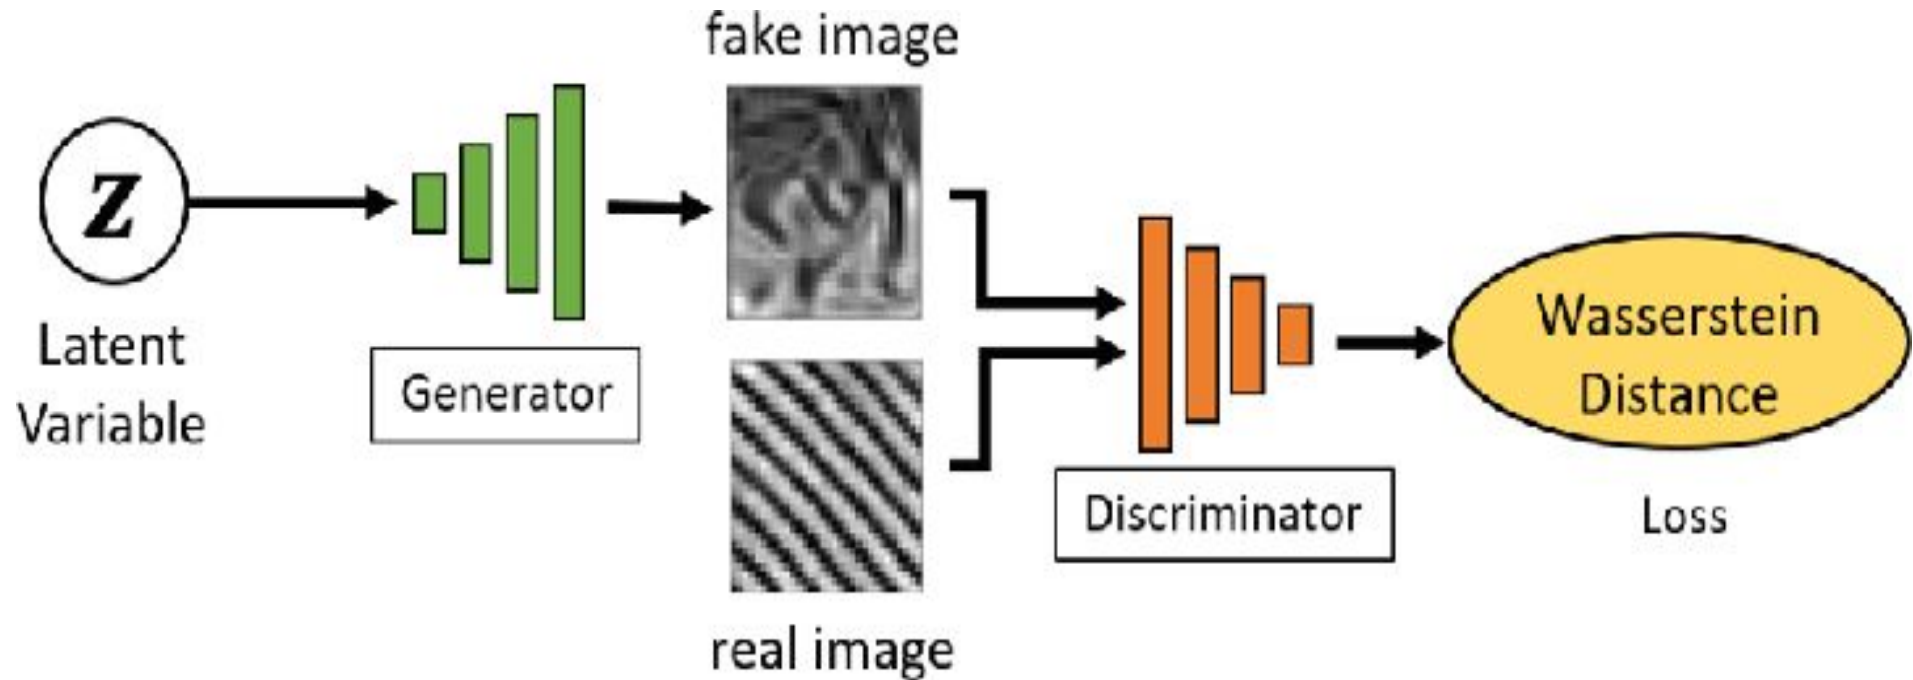 fake image
z
Latent
Variable
Generator
real image
Discriminator
Wasserstein
Distance
Loss